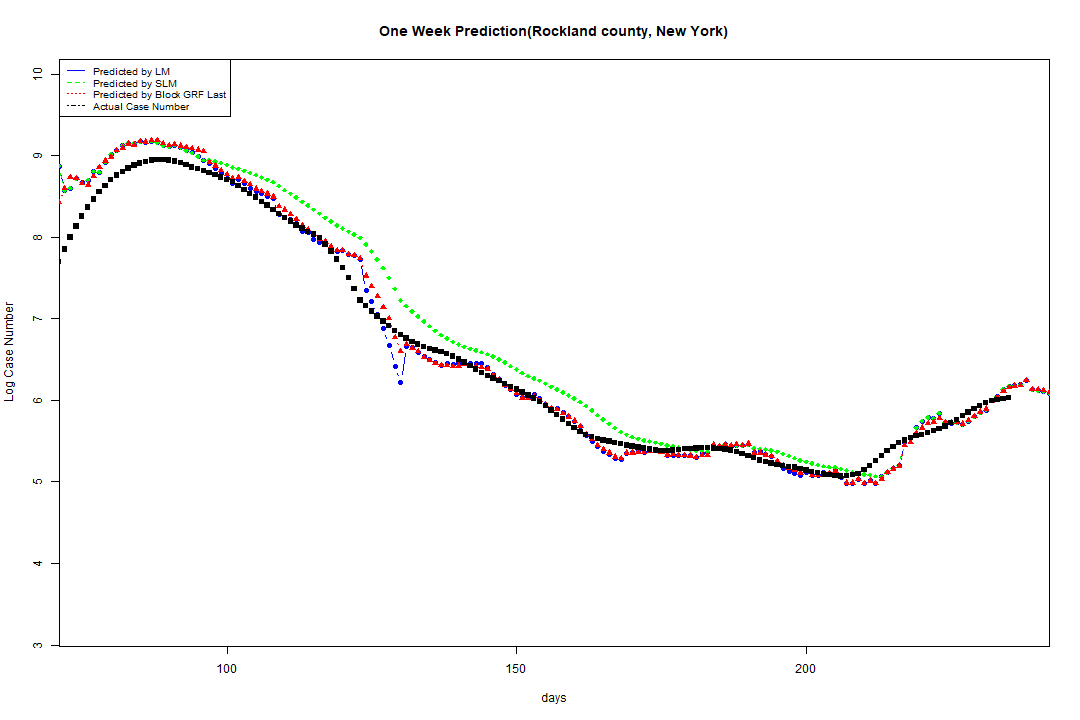 One Week Prediction(Rockland county, New York)
Predicted by LM
Predicted by SLM
Predicted by Block GRF Last
Actual Case Number
10
9
8
7
6
5
4
3
Log Case Number
100 150 200
days